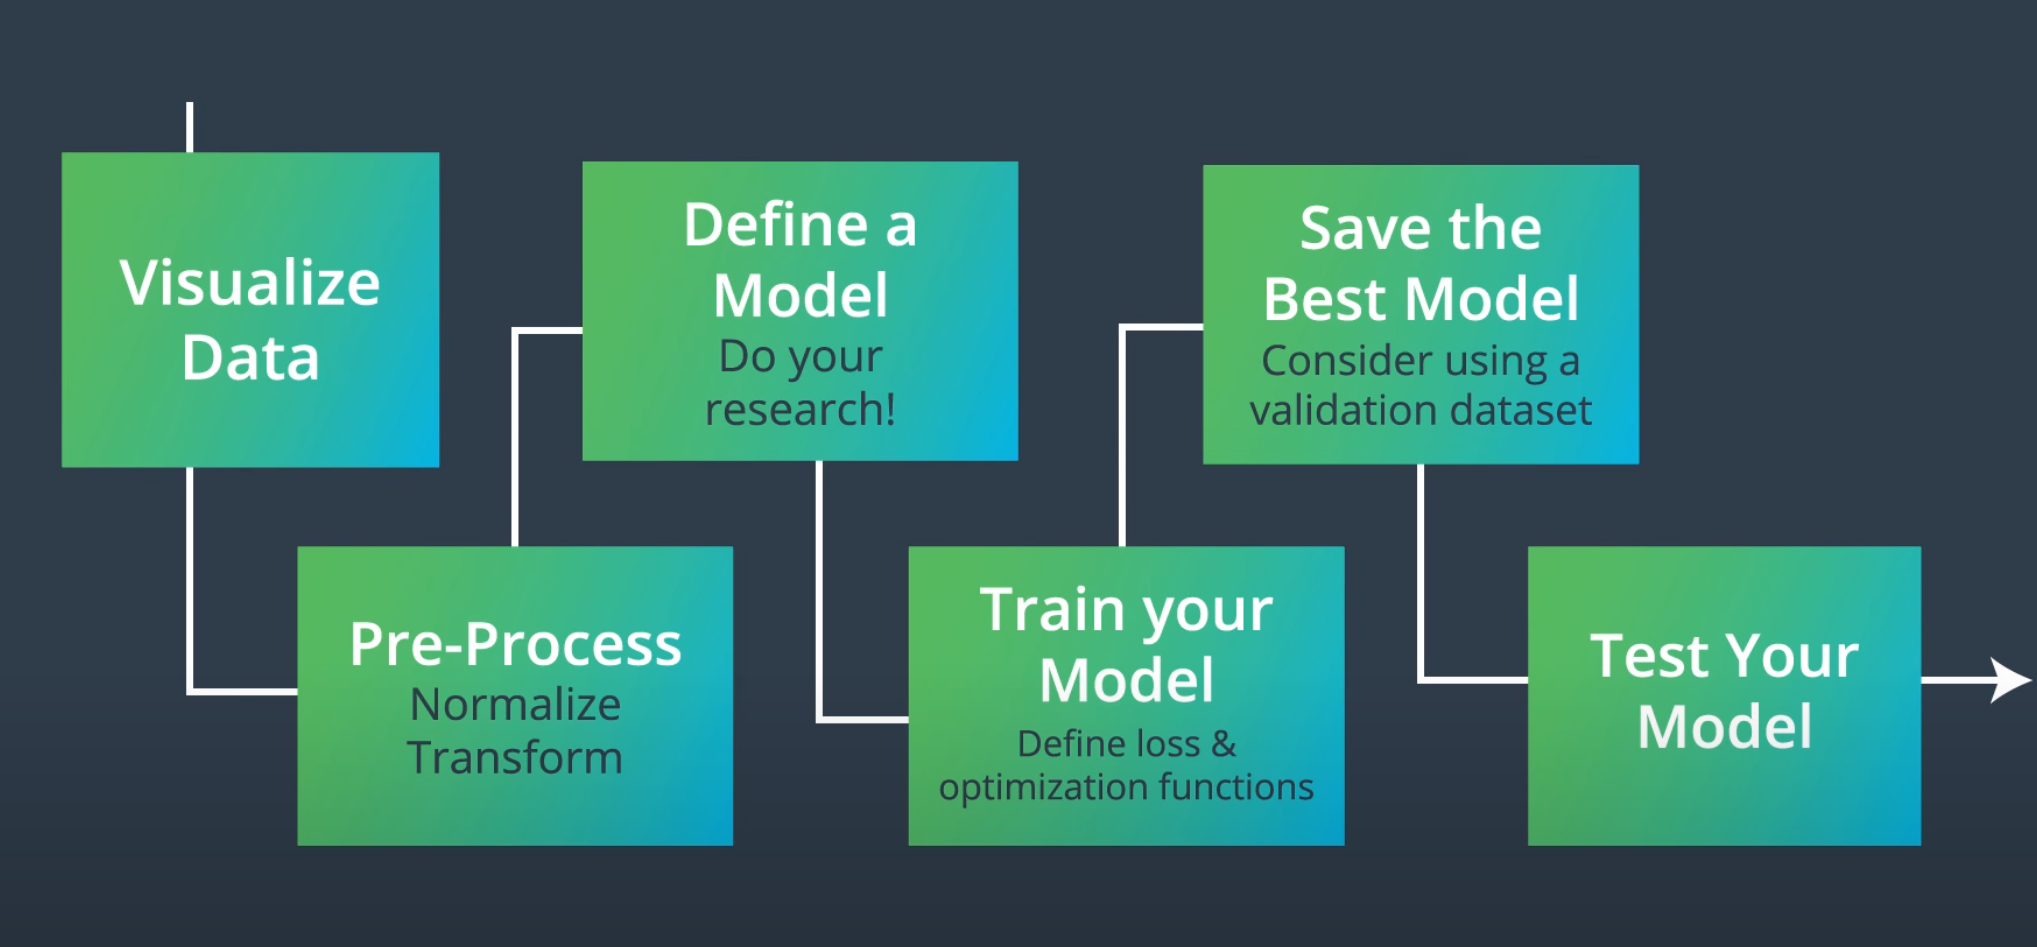 Visualize
Data
Pre-Process
Normalize
Transform
Define a
Model
Do your
research!
Train your
Model
Define loss &
optimization functions
Save the
Best Model
Consider using a
validation dataset
Test Your
Model